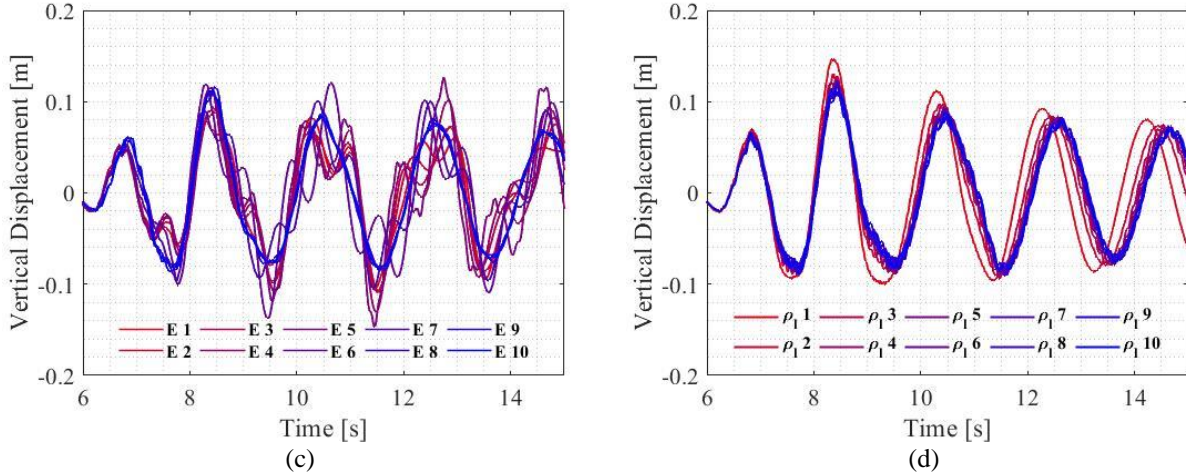 0.2
0.1
0
-0.1
-0.2
Vertical Displacement [m]
E 1 E 3 E 5 E 7 E 9
E 2 E 4 E 6 E 8 E 10
6 8 10 12 14
Time [s]
(c)
0.2
0.1
0
-0.1
-0.2
Vertical Displacement [m]
ρ₁ 1 ρ₁ 3 ρ₁ 5 ρ₁ 7 ρ₁ 9
ρ₁ 2 ρ₁ 4 ρ₁ 6 ρ₁ 8 ρ₁ 10
6 8 10 12 14
Time [s]
(d)